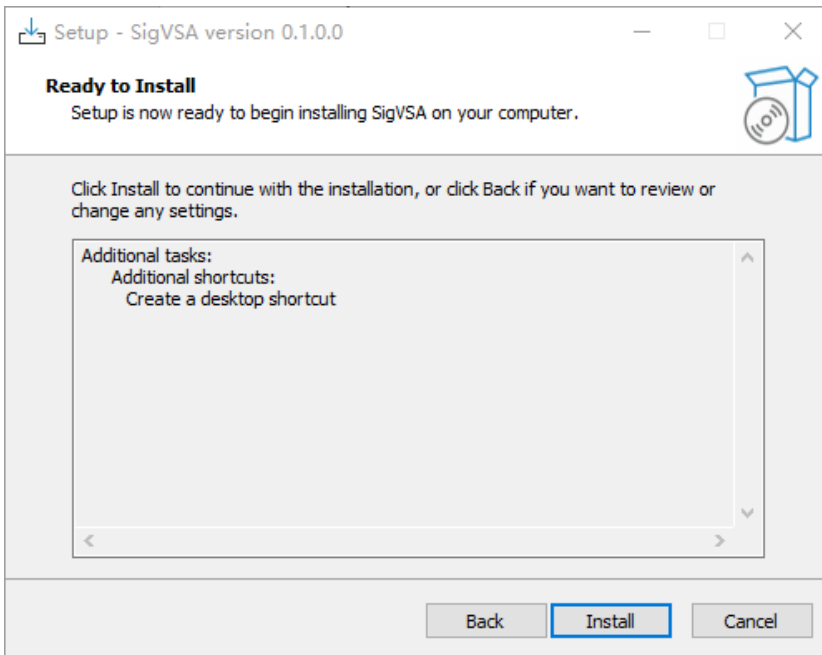 Setup - SigVSA version 0.1.0.0
Ready to Install
Setup is now ready to begin installing SigVSA on your computer.
Click Install to continue with the installation, or click Back if you want to review or
change any settings.
Additional tasks:
Additional shortcuts:
Create a desktop shortcut
Back
Install
Cancel